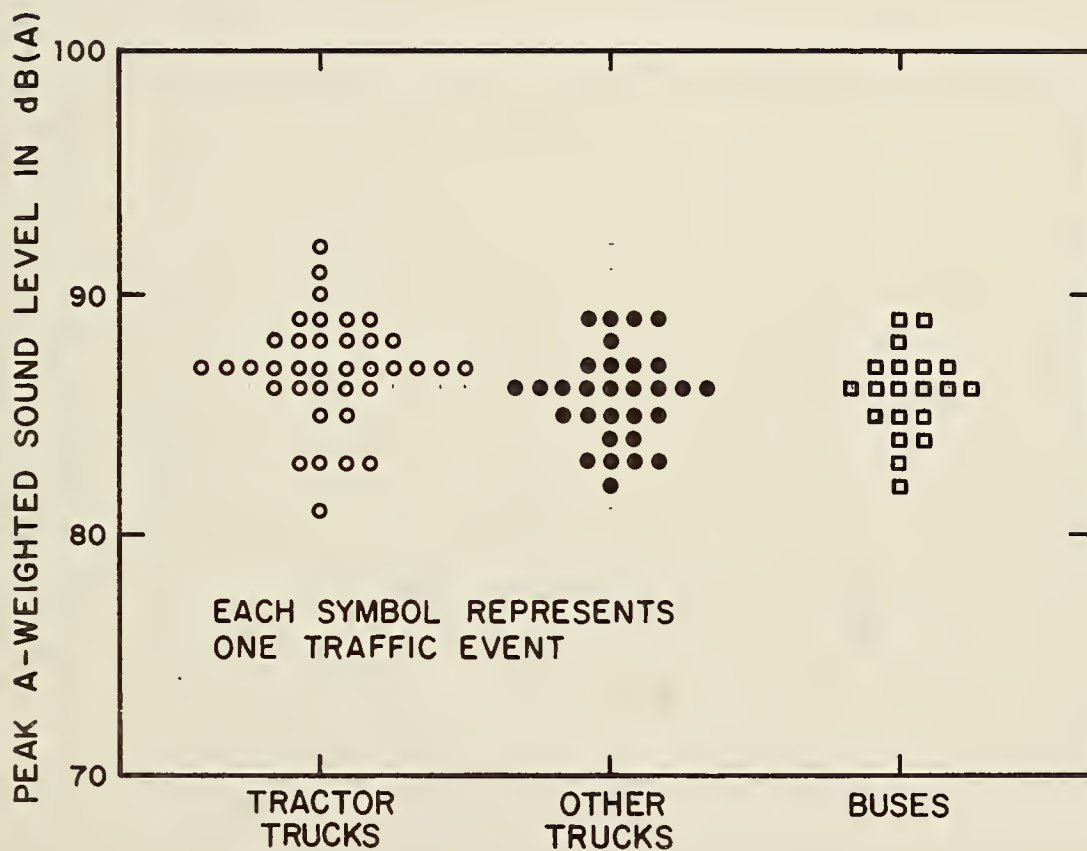 PEAK A-WEIGHTED SOUND LEVEL IN dB(A)
100
90
80
70
EACH SYMBOL REPRESENTS
ONE TRAFFIC EVENT
TRACTOR
TRUCKS
OTHER
TRUCKS
BUSES